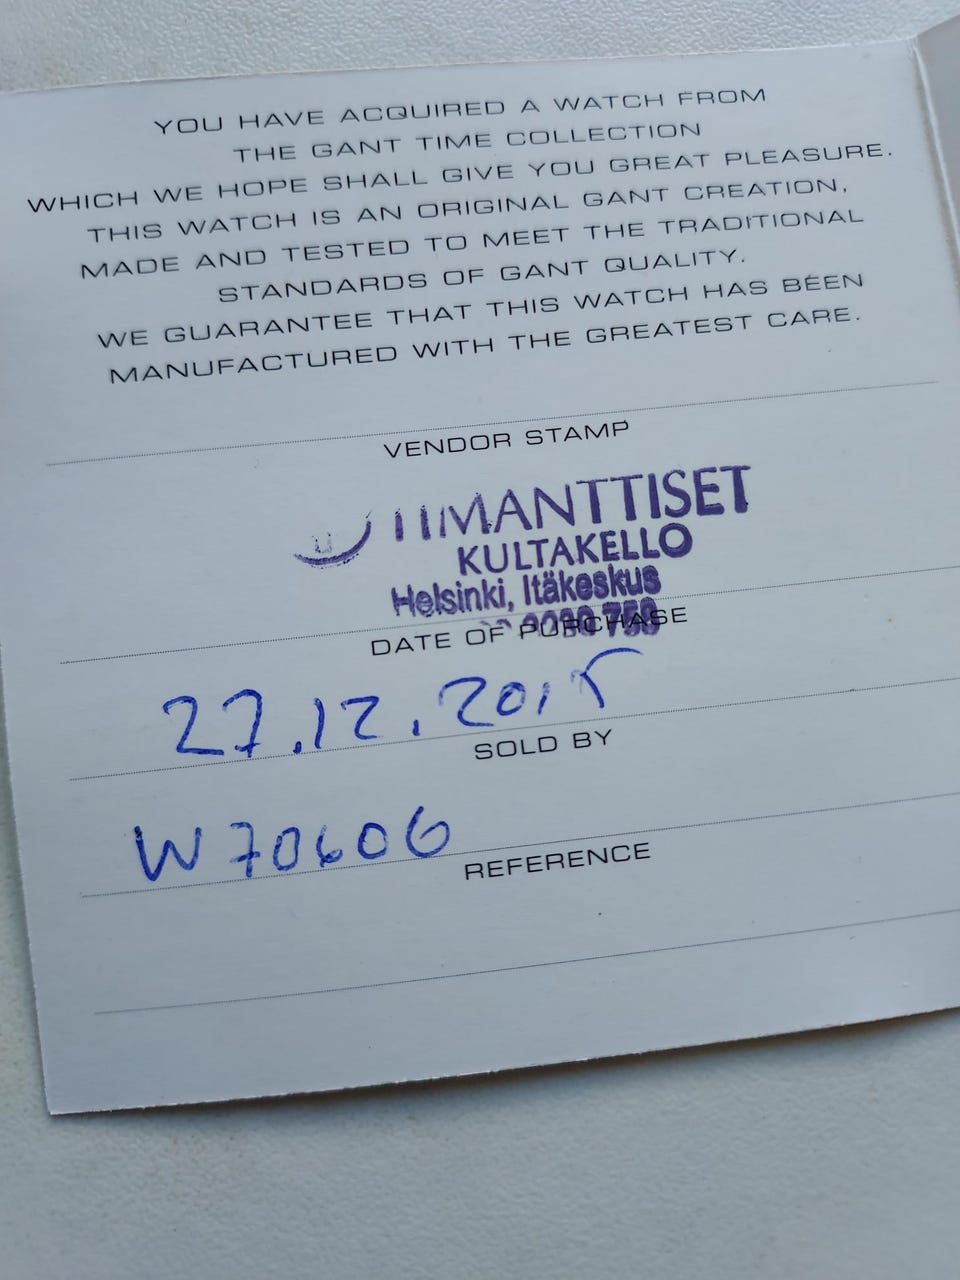 YOU HAVE ACQUIRED A WATCH FROM
THE GANT TIME COLLECTION
WHICH WE HOPE SHALL GIVE YOU GREAT PLEASURE.
THIS WATCH IS AN ORIGINAL GANT CREATION,
MADE AND TESTED TO MEET THE TRADITIONAL
STANDARDS OF GANT QUALITY.
WE GUARANTEE THAT THIS WATCH HAS BEEN
MANUFACTURED WITH THE GREATEST CARE.
VENDOR STAMP
TIMANTTISET
KULTAKELLO
Helsinki, Itäkeskus
DATE OF PURCHASE
27.12.2015
SOLD BY
W70606
REFERENCE